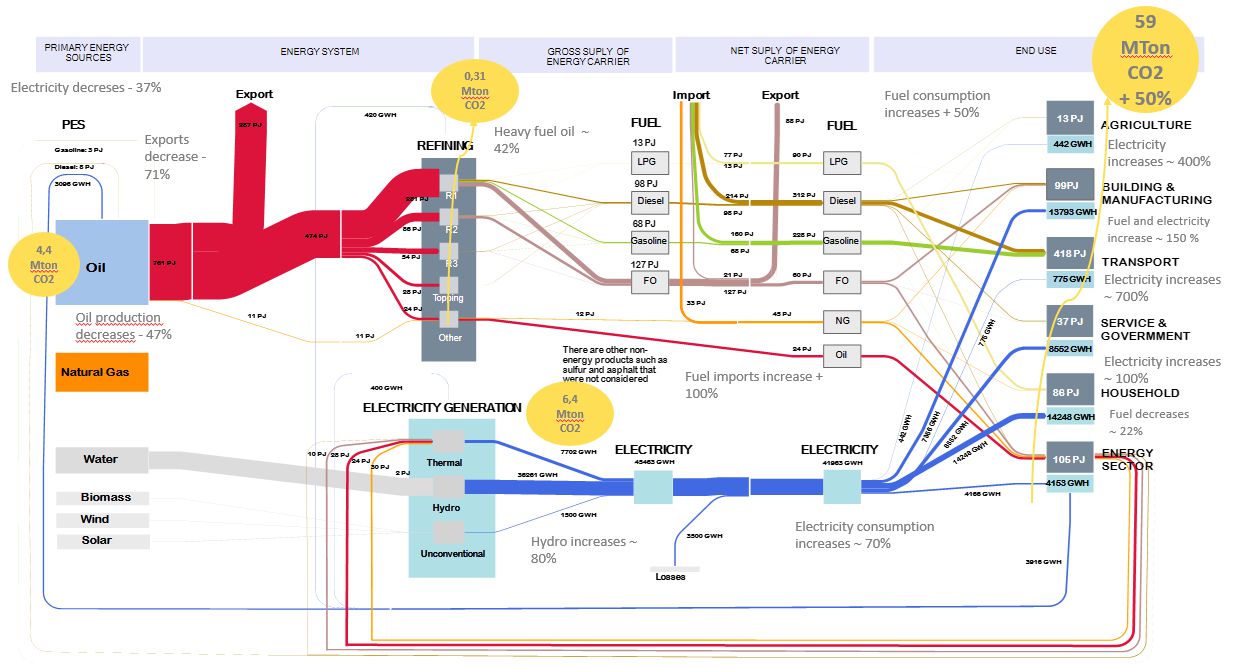 59
MTon
CO2
+ 50%
PRIMARY ENERGY
SOURCES
ENERGY SYSTEM
GROSS SUPLY OF
ENERGY CARRIER
NET SUPLY OF ENERGY
CARRIER
END USE
Electricity decreses - 37%
Export
0,31
Mton
CO2
Import
Export
Fuel consumption
increases + 50%
PES
Gasoline: 3 PJ
Diesel: 8 PJ
3096 GWH
Exports
decrease -
71%
287 PJ
420 GWH
REFINING
Heavy fuel oil ~
42%
FUEL
13 PJ
LPG
98 PJ
Diesel
68 PJ
Gasoline
127 PJ
FO
88 PJ
77 PJ
13 PJ
90 PJ
214 PJ
98 PJ
312 PJ
160 PJ
68 PJ
228 PJ
21 PJ
127 PJ
60 PJ
33 PJ
12 PJ
45 PJ
24 PJ
FUEL
LPG
Diesel
Gasoline
FO
NG
Oil
13 PJ
442 GWH
AGRICULTURE
Electricity
increases ~ 400%
99PJ
13793 GWH
BUILDING &
MANUFACTURING
Fuel and electricity
increase ~ 150 %
418 PJ
775 GWH
TRANSPORT
Electricity increases
~ 700%
37 PJ
8552 GWH
SERVICE &
GOVERNMENT
Electricity increases
~ 100%
86 PJ
14248 GWH
HOUSEHOLD
Fuel decreases
~ 22%
105 PJ
4153 GWH
ENERGY
SECTOR
4,4
Mton
CO2
Oil
761 PJ
474 PJ
281 PJ
86 PJ
54 PJ
28 PJ
24 PJ
R1
R2
R3
Topping
Other
Oil production
decreases - 47%
11 PJ
11 PJ
Natural Gas
There are other non-
energy products such as
sulfur and asphalt that
were not considered
Fuel imports increase +
100%
400 GWH
ELECTRICITY GENERATION
6,4
Mton
CO2
Water
Biomass
Wind
Solar
10 PJ
28 PJ
24 PJ
30 PJ
2 PJ
Thermal
Hydro
Unconventional
7702 GWH
36261 GWH
1500 GWH
ELECTRICITY
45463 GWH
ELECTRICITY
41963 GWH
442 GWH
776 GWH
8552 GWH
14248 GWH
4166 GWH
3916 GWH
Hydro increases ~
80%
3500 GWH
Losses
Electricity consumption
increases ~ 70%